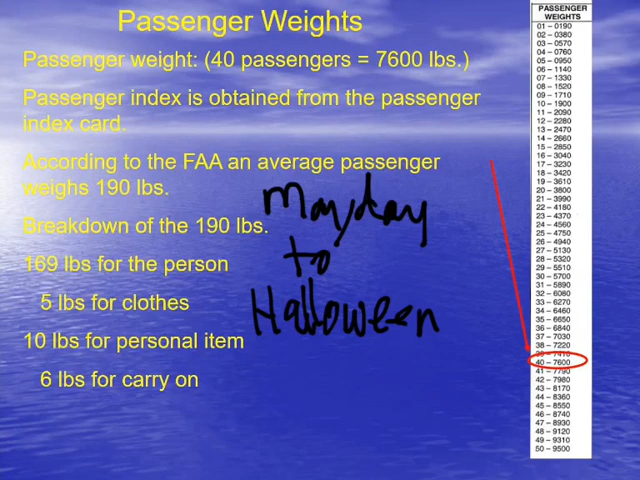 Passenger Weights
Passenger weight: (40 passengers = 7600 lbs.)
Passenger index is obtained from the passenger
index card.
According to the FAA an average passenger
weighs 190 lbs.
Breakdown of the 190 lbs.
169 lbs for the person
5 lbs for clothes
10 lbs for personal item
6 lbs for carry on
Mayday
to
Halloween
PASSENGER
WEIGHTS
01 – 0190
02 – 0380
03 – 0570
04 – 0760
05 – 0950
06 – 1140
07 – 1330
08 – 1520
09 – 1710
10 – 1900
11 – 2090
12 – 2280
13 – 2470
14 – 2660
15 – 2850
16 – 3040
17 – 3230
18 – 3420
19 – 3610
20 – 3800
21 – 3990
22 – 4180
23 – 4370
24 – 4560
25 – 4750
26 – 4940
27 – 5130
28 – 5320
29 – 5510
30 – 5700
31 – 5890
32 – 6080
33 – 6270
34 – 6460
35 – 6650
36 – 6840
37 – 7030
38 – 7220
39 – 7410
40 – 7600
41 – 7790
42 – 7980
43 – 8170
44 – 8360
45 – 8550
46 – 8740
47 – 8930
48 – 9120
49 – 9310
50 – 9500